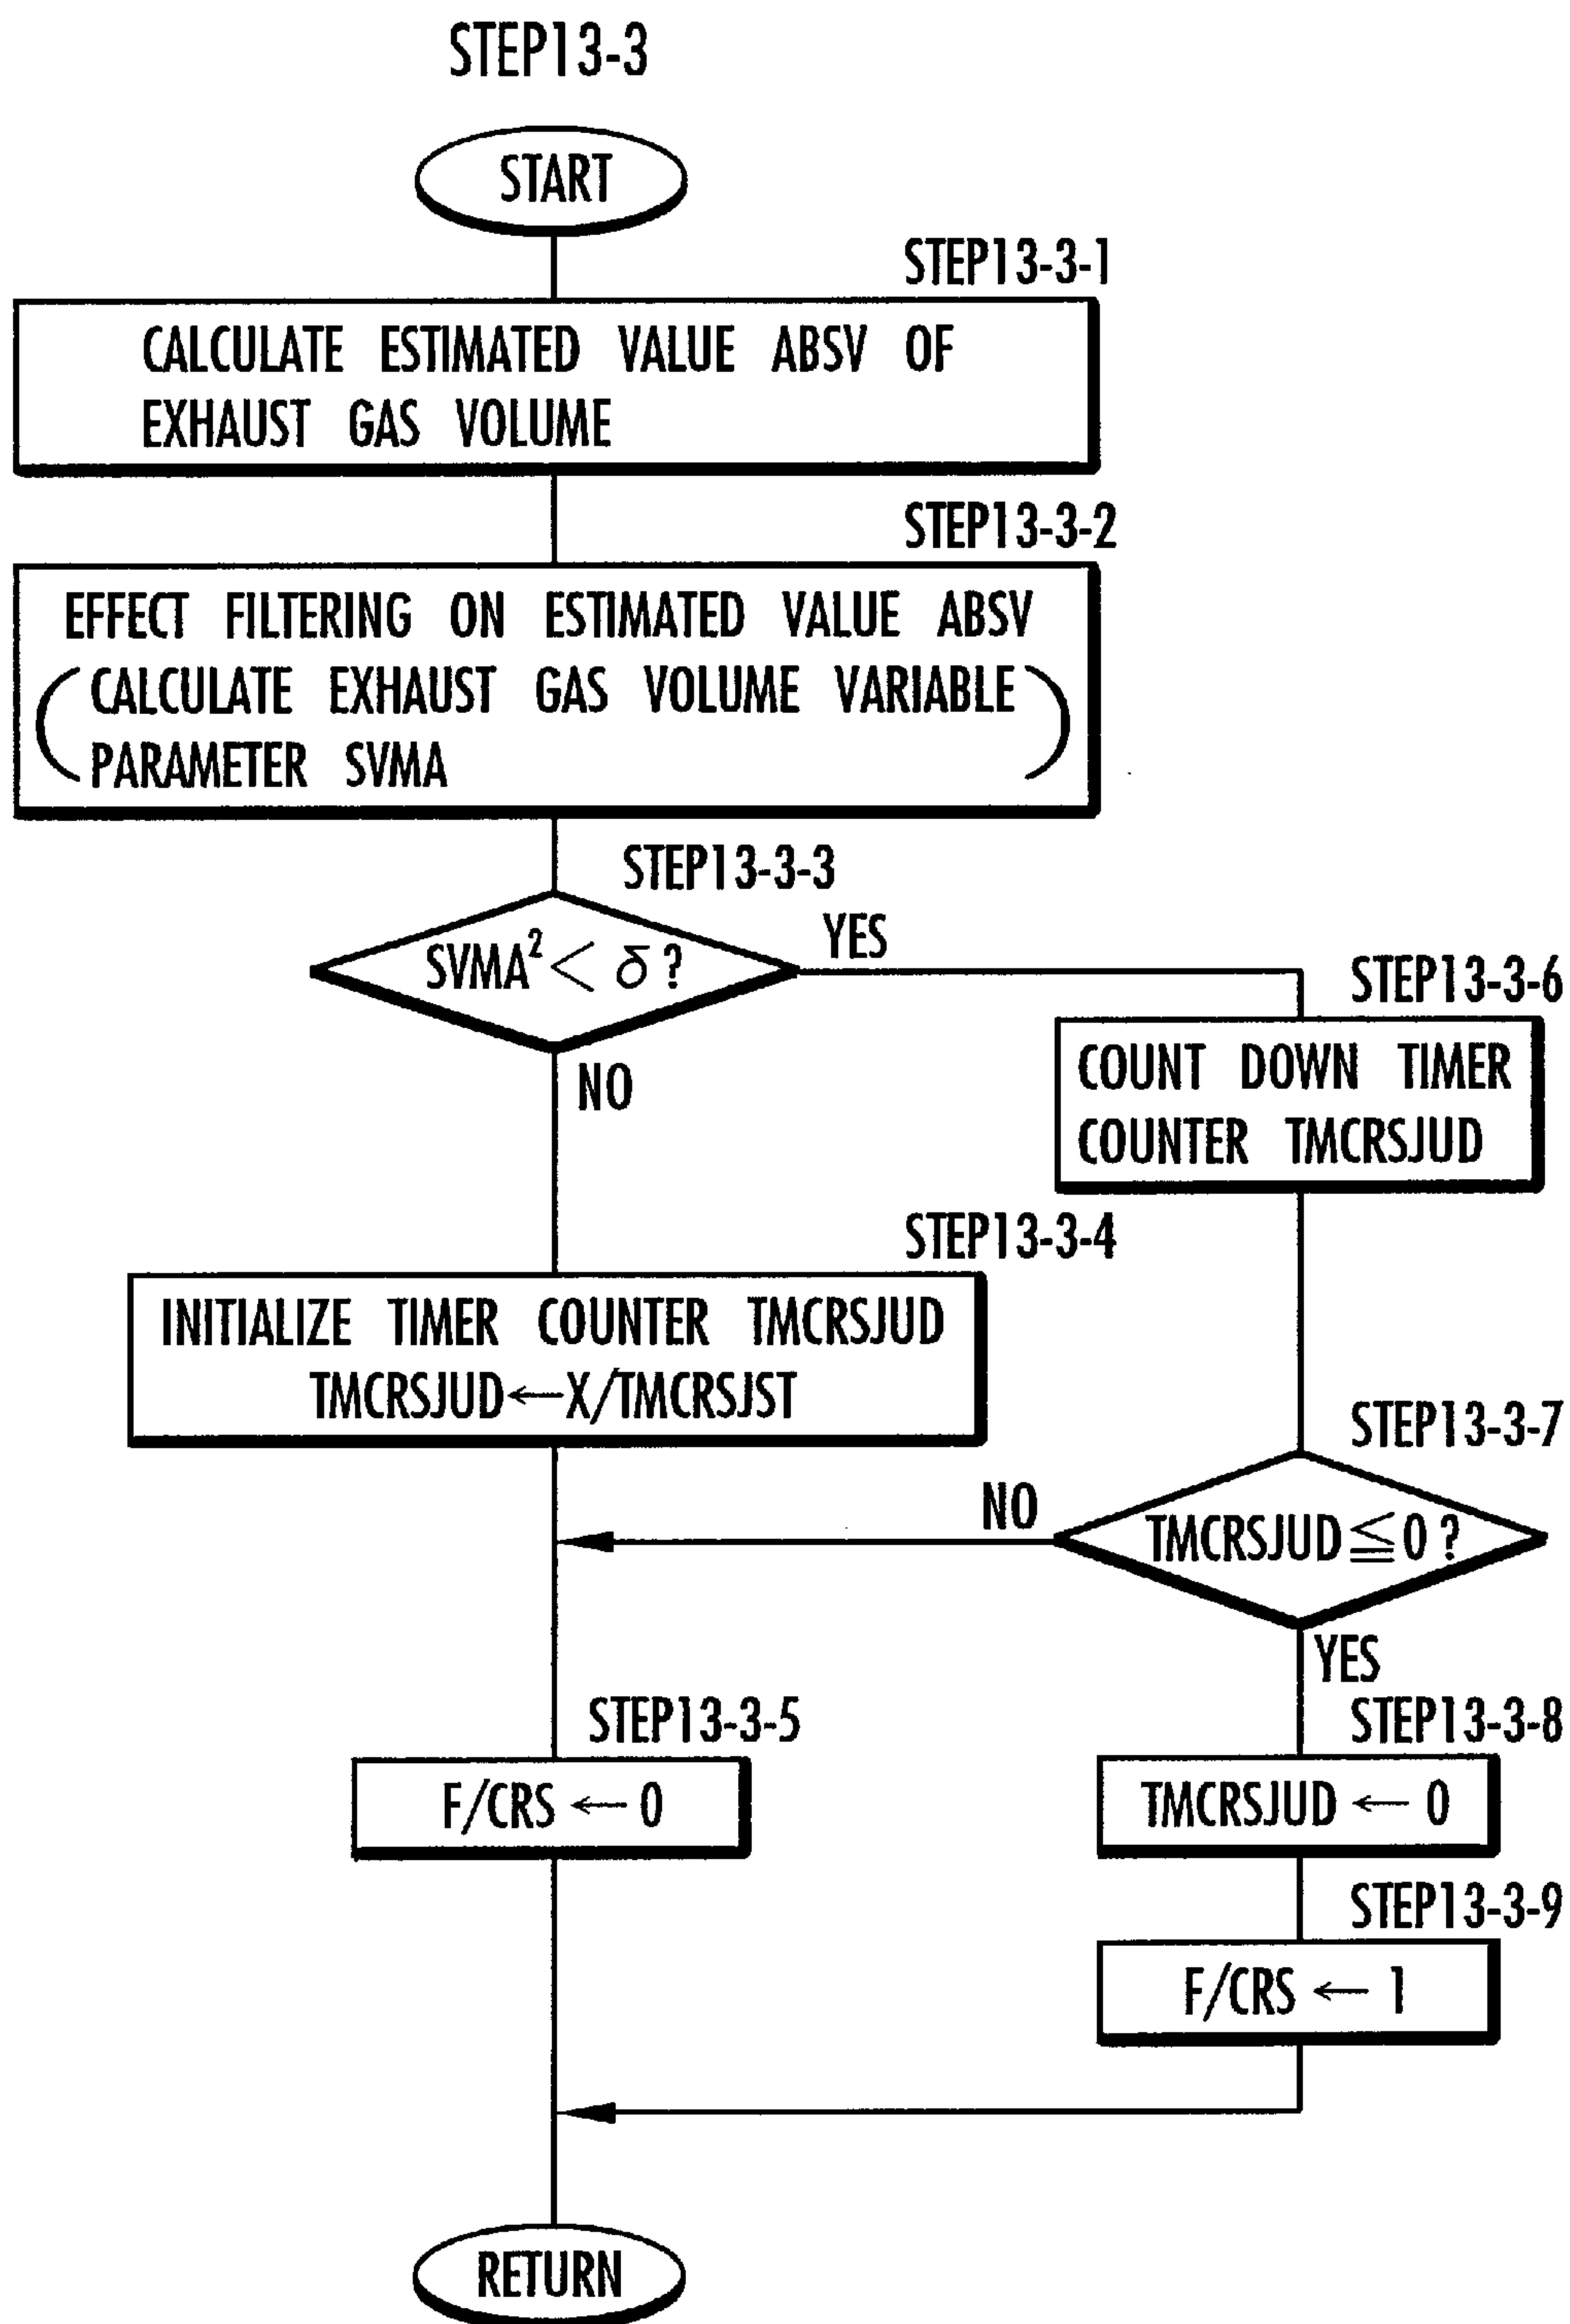 STEP13-3
START
STEP13-3-1
CALCULATE ESTIMATED VALUE ABSV OF
EXHAUST GAS VOLUME
STEP13-3-2
EFFECT FILTERING ON ESTIMATED VALUE ABSV
(CALCULATE EXHAUST GAS VOLUME VARIABLE
PARAMETER SVMA)
STEP13-3-3
SVMA² < δ ?
YES
NO
STEP13-3-6
COUNT DOWN TIMER
COUNTER TMCRSJUD
STEP13-3-4
INITIALIZE TIMER COUNTER TMCRSJUD
TMCRSJUD←X/TMCRSJST
STEP13-3-7
TMCRSJUD≦0 ?
NO
YES
STEP13-3-5
F/CRS ← 0
STEP13-3-8
TMCRSJUD ← 0
STEP13-3-9
F/CRS ← 1
RETURN